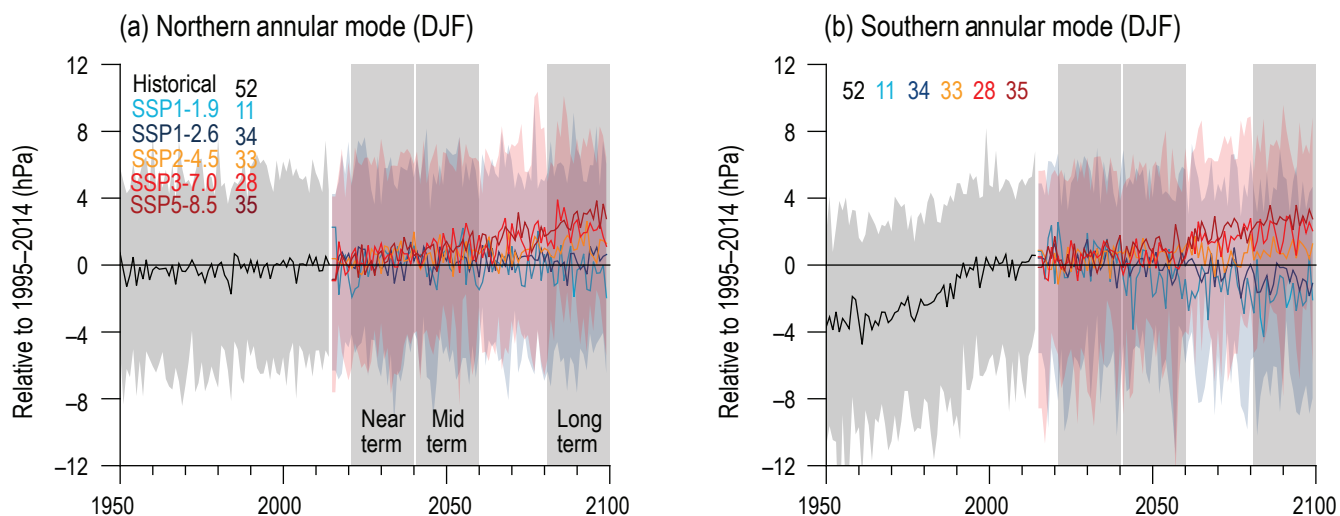 (a) Northern annular mode (DJF)
Relative to 1995–2014 (hPa)
12
8
4
0
–4
–8
–12
Historical 52
SSP1-1.9 11
SSP1-2.6 34
SSP2-4.5 33
SSP3-7.0 28
SSP5-8.5 35
Near term
Mid term
Long term
1950 2000 2050 2100
(b) Southern annular mode (DJF)
Relative to 1995–2014 (hPa)
12
8
4
0
–4
–8
–12
52 11 34 33 28 35
1950 2000 2050 2100